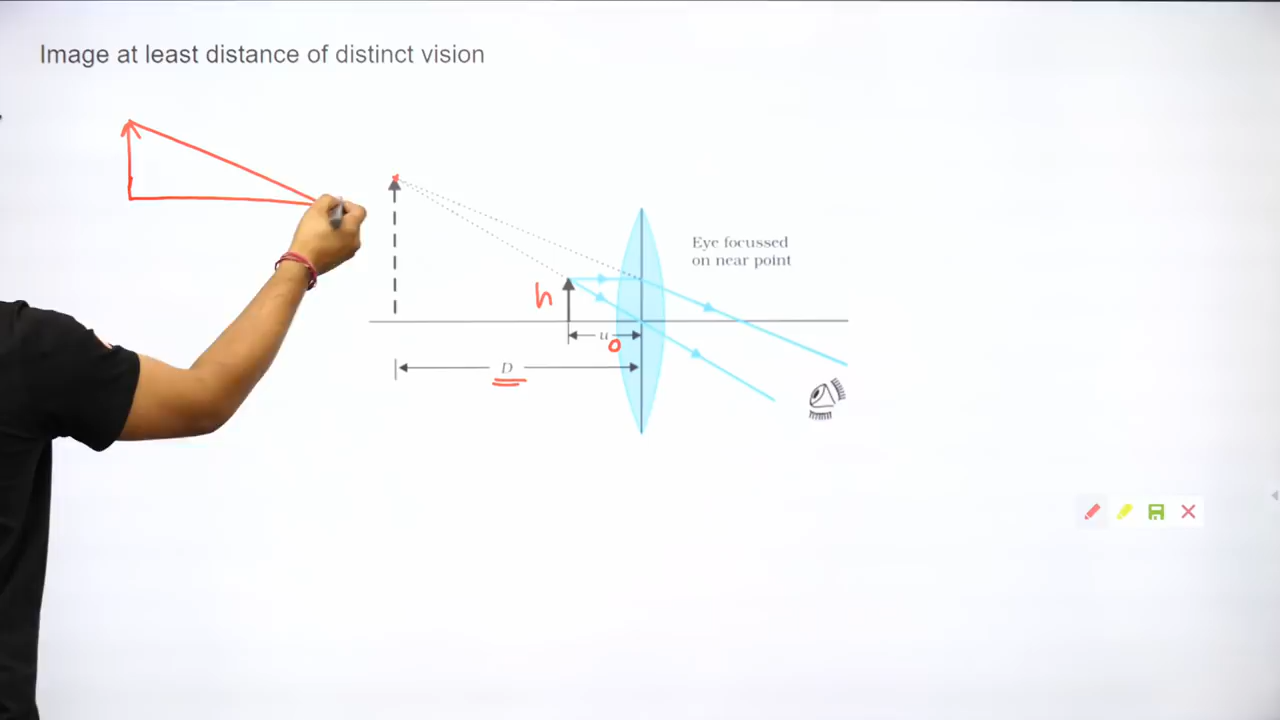 Image at least distance of distinct vision
Eye focussed
on near point
h
u
o
D